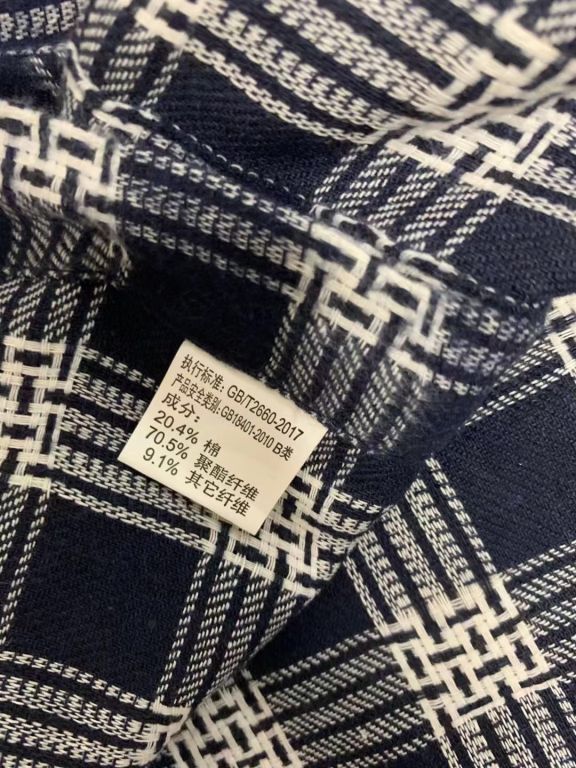 执行标准: GB/T2660-2017
产品安全类别:GB18401-2010 B类
成分:
20.4% 棉
70.5% 聚酯纤维
9.1% 其它纤维